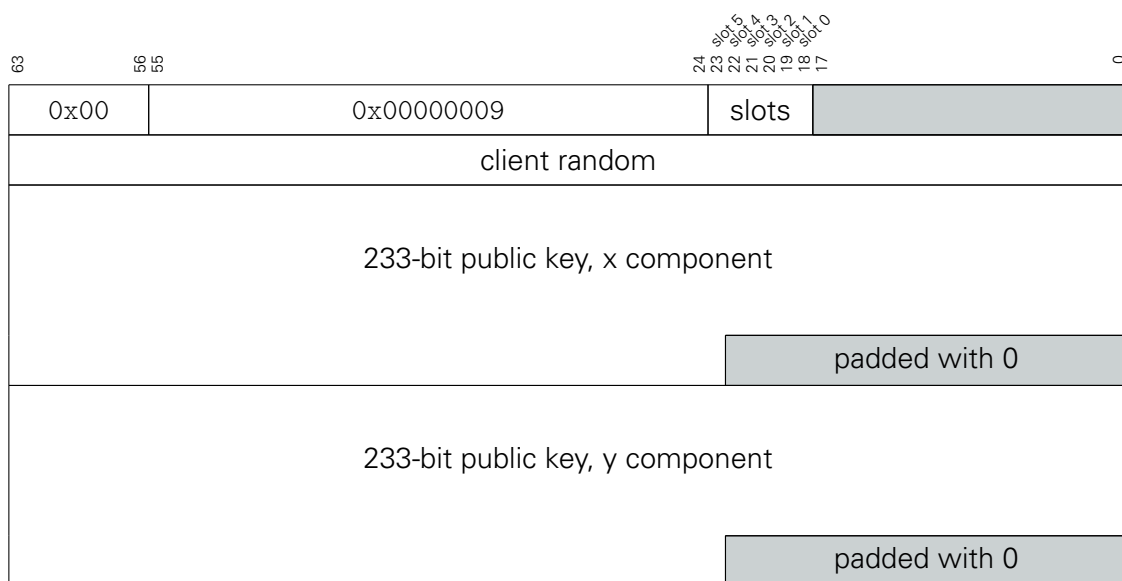 slot 5 slot 4 slot 3 slot 2 slot 1 slot 0
63 56 55 24 23 22 21 20 19 18 17 0
0x00 0x00000009 slots
client random
233-bit public key, x component
padded with 0
233-bit public key, y component
padded with 0